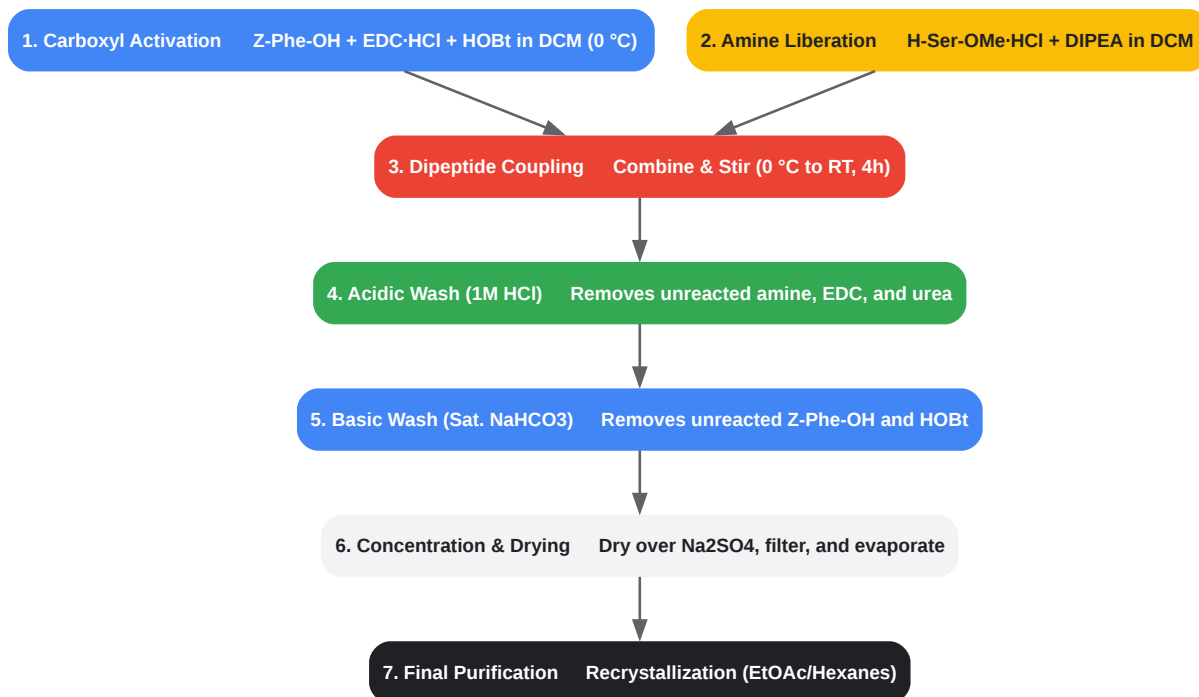 1. Carboxyl Activation Z-Phe-OH + EDC·HCl + HOBt in DCM (0 °C)
2. Amine Liberation H-Ser-OMe·HCl + DIPEA in DCM
3. Dipeptide Coupling Combine & Stir (0 °C to RT, 4h)
4. Acidic Wash (1M HCl) Removes unreacted amine, EDC, and urea
5. Basic Wash (Sat. NaHCO3) Removes unreacted Z-Phe-OH and HOBt
6. Concentration & Drying Dry over Na2SO4, filter, and evaporate
7. Final Purification Recrystallization (EtOAc/Hexanes)